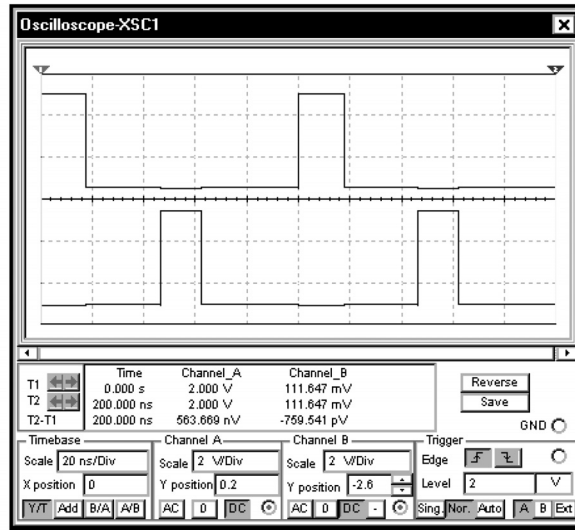 Oscilloscope-XSC1
1
2
Time Channel_A Channel_B
T1 0.000 s 2.000 V 111.647 mV
T2 200.000 ns 2.000 V 111.647 mV
T2-T1 200.000 ns 563.669 nV -759.541 pV
Reverse
Save
GND
Timebase
Scale 20 ns/Div
X position 0
Y/T Add B/A A/B
Channel A
Scale 2 V/Div
Y position 0.2
AC 0 DC
Channel B
Scale 2 V/Div
Y position -2.6
AC 0 DC -
Trigger
Edge
Level 2 V
Sing. Nor. Auto A B Ext